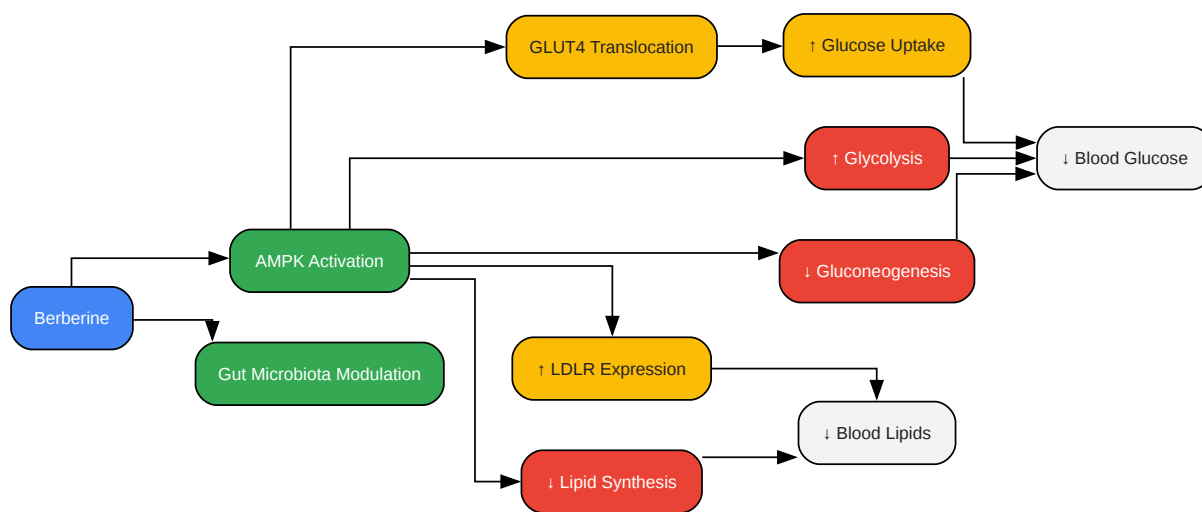 GLUT4 Translocation
↑ Glucose Uptake
↑ Glycolysis
↓ Blood Glucose
AMPK Activation
↓ Gluconeogenesis
Berberine
Gut Microbiota Modulation
↑ LDLR Expression
↓ Blood Lipids
↓ Lipid Synthesis